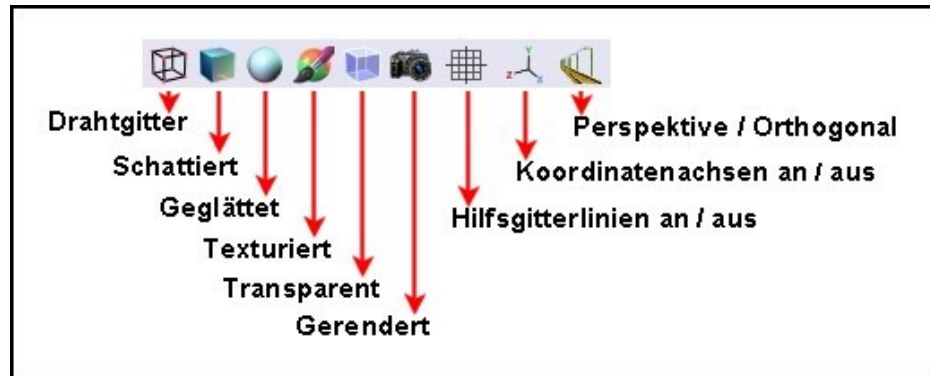 Drahtgitter
Perspektive / Orthogonal
Schattiert
Koordinatenachsen an / aus
Geglättet
Hilfsgitterlinien an / aus
Texturiert
Transparent
Gerendert
Y
Z
X